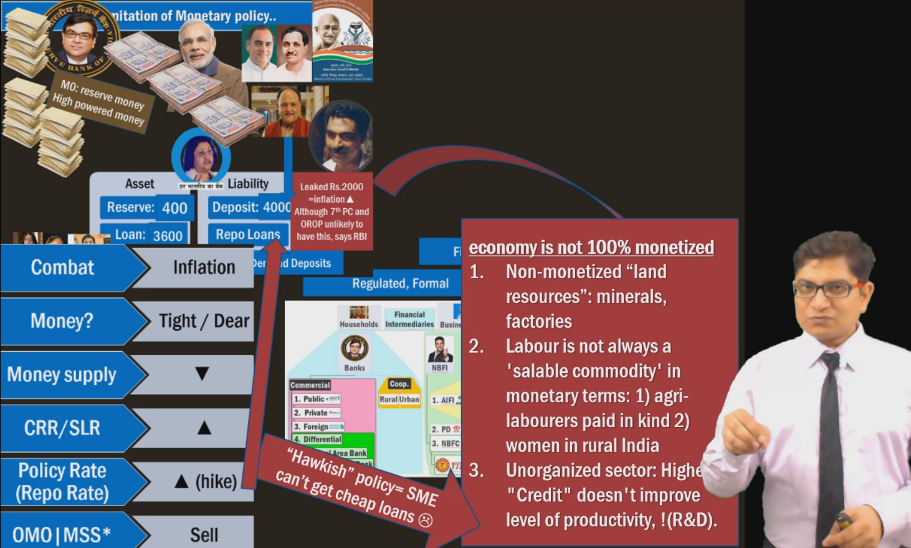 mitation of Monetary policy..
M0: reserve money
High powered money
Asset
हर भारतीय का बैंक
Liability
Reserve: 400
Deposit: 4000
Loan: 3600
Repo Loans
Leaked Rs.2000
=inflation ▲
Although 7th PC and
OROP unlikely to
have this, says RBI
and Deposits
Regulated, Formal
Combat
Inflation
Money?
Tight / Dear
Money supply
▼
CRR/SLR
▲
Policy Rate
(Repo Rate)
▲ (hike)
OMO|MSS*
Sell
Households
Financial
Intermediaries
Busine
Banks
NBFI
Commercial
1. Public
2. Private
3. Foreign
4. Differential
al Area Bank
Coop.
Rural Urban
1. AIFI
2. PD
3. NBFC
"Hawkish" policy= SME
can't get cheap loans ☹
economy is not 100% monetized
1. Non-monetized "land
resources": minerals,
factories
2. Labour is not always a
'salable commodity' in
monetary terms: 1) agri-
labourers paid in kind 2)
women in rural India
3. Unorganized sector: Highe
"Credit" doesn't improve
level of productivity, !(R&D).